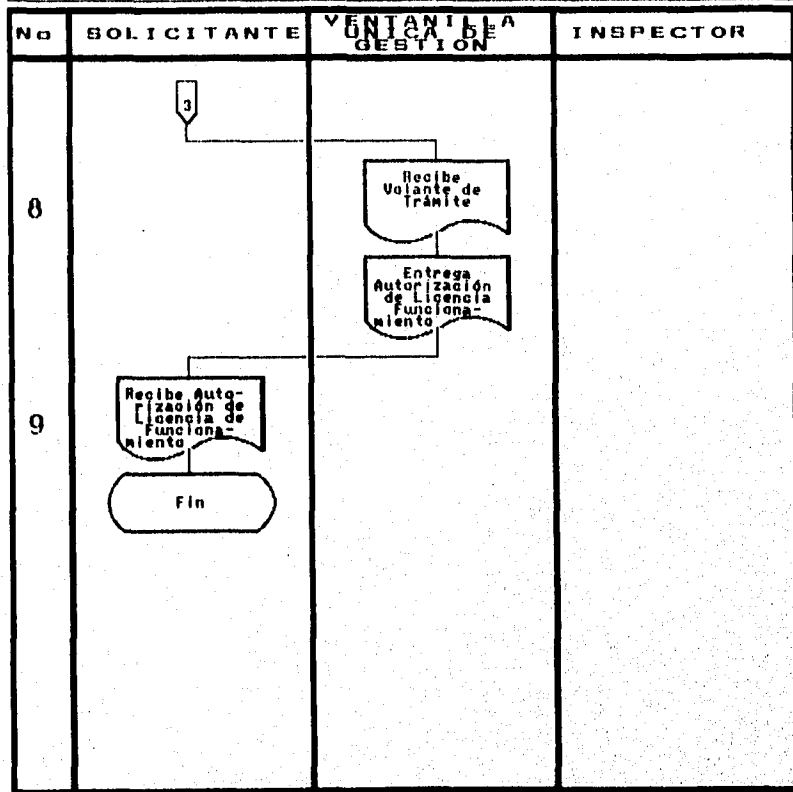 No SOLICITANTE VENTANILLA UNICA DE GESTION INSPECTOR
3
8
Recibe
Volante de
Trámite
Entrega
Autorización
de Licencia
Funciona-
miento
9
Recibe Auto-
rización de
Licencia de
Funciona-
miento
Fin